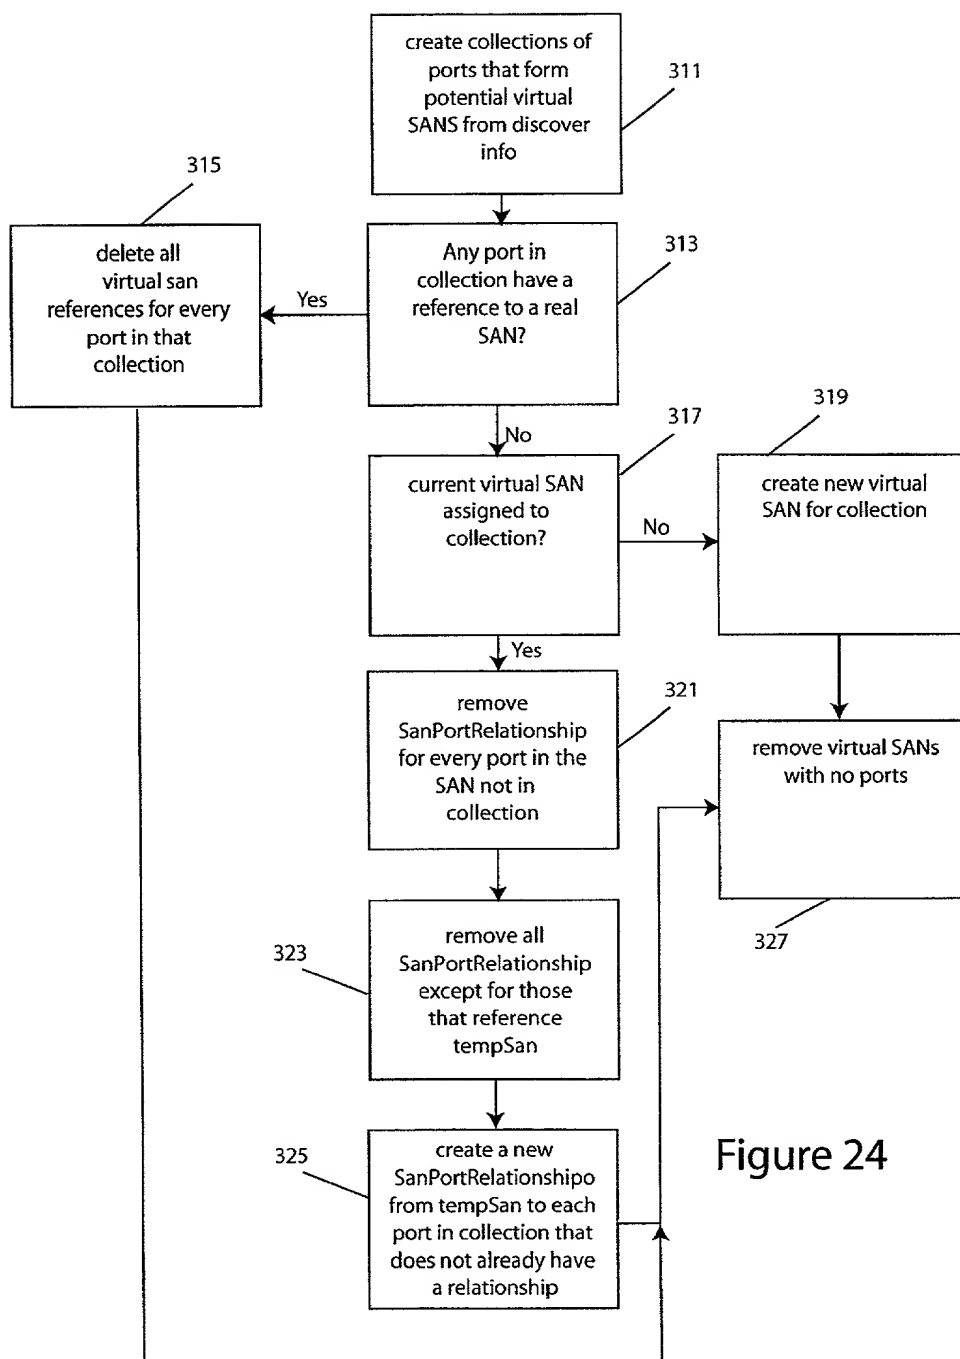 create collections of
ports that form
potential virtual
SANS from discover
info
311
315
delete all
virtual san
references for every
port in that
collection
Yes
Any port in
collection have a
reference to a real
SAN?
313
No
317
319
current virtual SAN
assigned to
collection?
No
create new virtual
SAN for collection
Yes
remove
SanPortRelationship
for every port in the
SAN not in
collection
321
remove virtual SANs
with no ports
327
323
remove all
SanPortRelationship
except for those
that reference
tempSan
325
create a new
SanPortRelationshipo
from tempSan to each
port in collection that
does not already have
a relationship
Figure 24